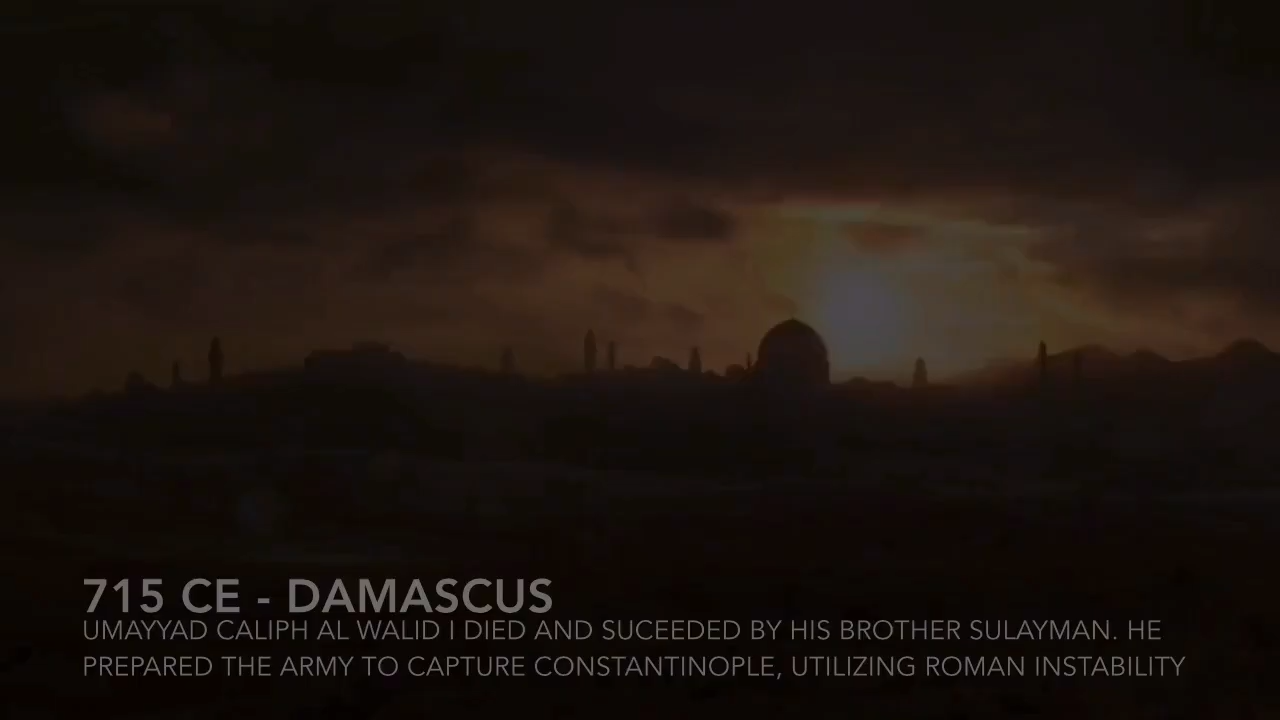 715 CE - DAMASCUS
UMAYYAD CALIPH AL WALID I DIED AND SUCEEDED BY HIS BROTHER SULAYMAN. HE
PREPARED THE ARMY TO CAPTURE CONSTANTINOPLE, UTILIZING ROMAN INSTABILITY